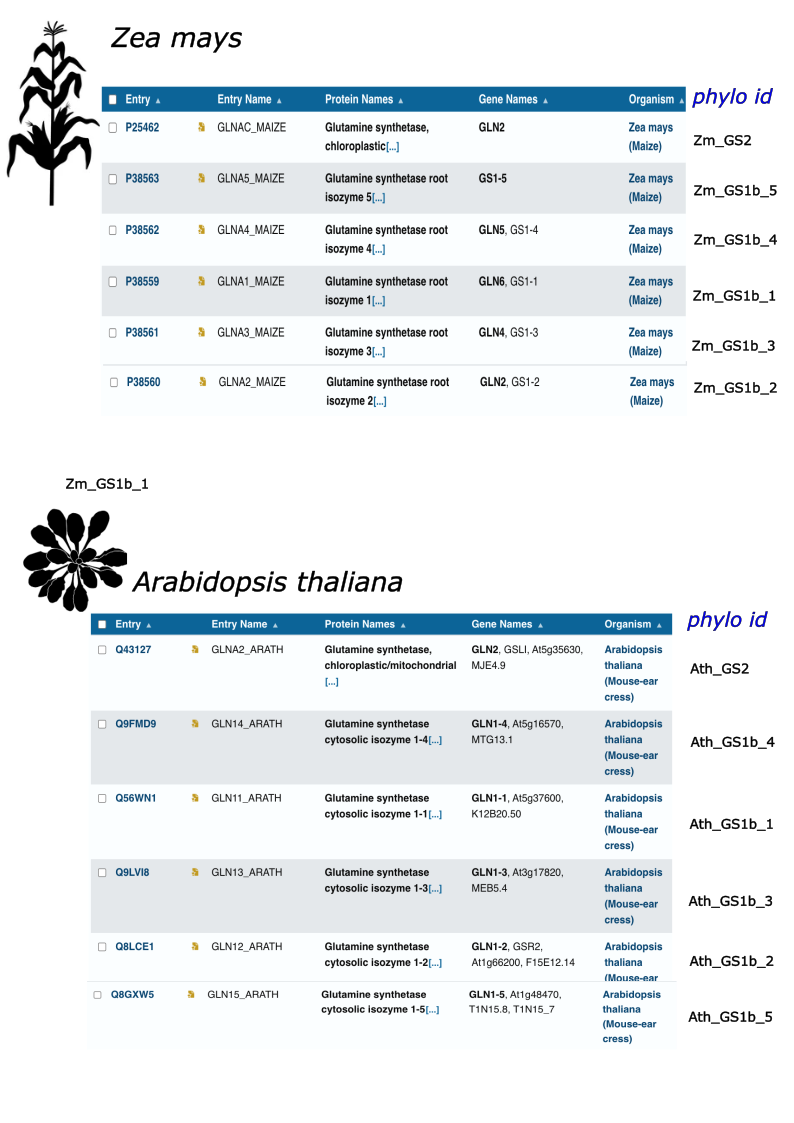 Zea mays
Entry ▲ Entry Name ▲ Protein Names ▲ Gene Names ▲ Organism ▲ phylo id
P25462 GLNAC_MAIZE Glutamine synthetase, GLN2 Zea mays
chloroplastic[...] (Maize) Zm_GS2
P38563 GLNA5_MAIZE Glutamine synthetase root GS1-5 Zea mays
isozyme 5[...] (Maize) Zm_GS1b_5
P38562 GLNA4_MAIZE Glutamine synthetase root GLN5, GS1-4 Zea mays
isozyme 4[...] (Maize) Zm_GS1b_4
P38559 GLNA1_MAIZE Glutamine synthetase root GLN6, GS1-1 Zea mays
isozyme 1[...] (Maize) Zm_GS1b_1
P38561 GLNA3_MAIZE Glutamine synthetase root GLN4, GS1-3 Zea mays
isozyme 3[...] (Maize) Zm_GS1b_3
P38560 GLNA2_MAIZE Glutamine synthetase root GLN2, GS1-2 Zea mays
isozyme 2[...] (Maize) Zm_GS1b_2
Zm_GS1b_1
Arabidopsis thaliana
Entry ▲ Entry Name ▲ Protein Names ▲ Gene Names ▲ Organism ▲ phylo id
Q43127 GLNA2_ARATH Glutamine synthetase, GLN2, GSLI, At5g35630, Arabidopsis
chloroplastic/mitochondrial MJE4.9 thaliana
[...] (Mouse-ear Ath_GS2
cress)
Q9FMD9 GLN14_ARATH Glutamine synthetase GLN1-4, At5g16570, Arabidopsis
cytosolic isozyme 1-4[...] MTG13.1 thaliana Ath_GS1b_4
(Mouse-ear
cress)
Q56WN1 GLN11_ARATH Glutamine synthetase GLN1-1, At5g37600, Arabidopsis
cytosolic isozyme 1-1[...] K12B20.50 thaliana
(Mouse-ear Ath_GS1b_1
cress)
Q9LVI8 GLN13_ARATH Glutamine synthetase GLN1-3, At3g17820, Arabidopsis
cytosolic isozyme 1-3[...] MEB5.4 thaliana
(Mouse-ear Ath_GS1b_3
cress)
Q8LCE1 GLN12_ARATH Glutamine synthetase GLN1-2, GSR2, Arabidopsis
cytosolic isozyme 1-2[...] At1g66200, F15E12.14 thaliana Ath_GS1b_2
(Mouse-ear
Q8GXW5 GLN15_ARATH Glutamine synthetase GLN1-5, At1g48470, Arabidopsis
cytosolic isozyme 1-5[...] T1N15.8, T1N15_7 thaliana Ath_GS1b_5
(Mouse-ear
cress)